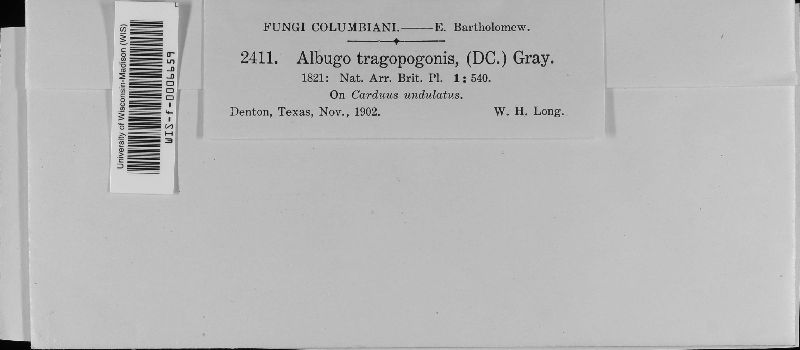 FUNGI COLUMBIANI.——E. Bartholomew.
2411. Albugo tragopogonis, (DC.) Gray.
1821: Nat. Arr. Brit. Pl. 1: 540.
On Carduus undulatus.
Denton, Texas, Nov., 1902. W. H. Long.
University of Wisconsin-Madison (WIS)
WIS-f-0006659